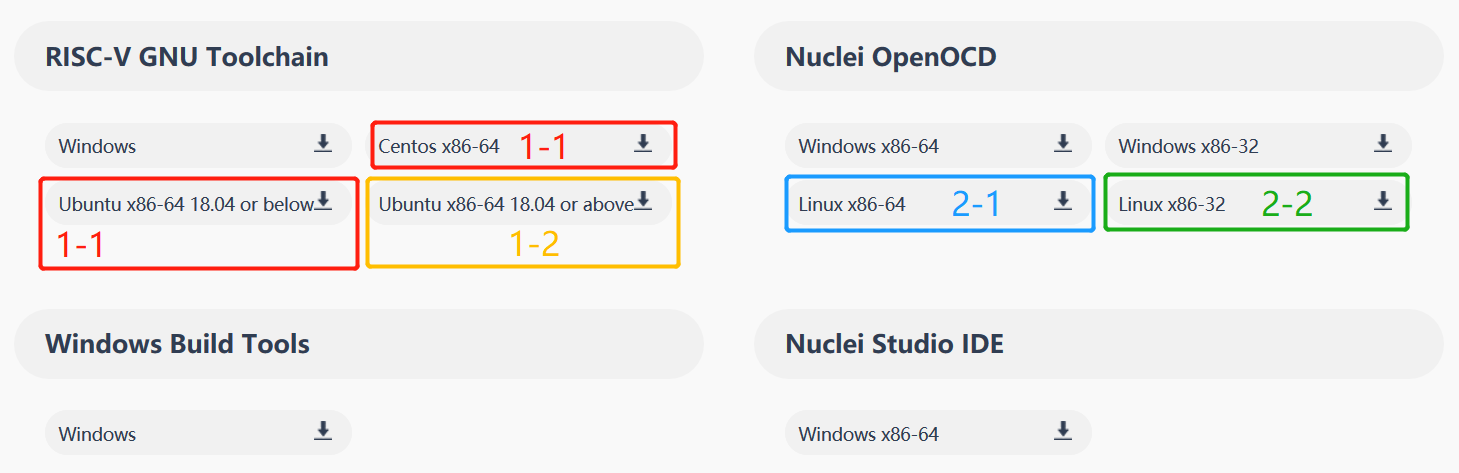 RISC-V GNU Toolchain
Nuclei OpenOCD
Windows
Centos x86-64 1-1
Windows x86-64
Windows x86-32
Ubuntu x86-64 18.04 or below
Ubuntu x86-64 18.04 or above
Linux x86-64 2-1
Linux x86-32 2-2
1-1
1-2
Windows Build Tools
Nuclei Studio IDE
Windows
Windows x86-64